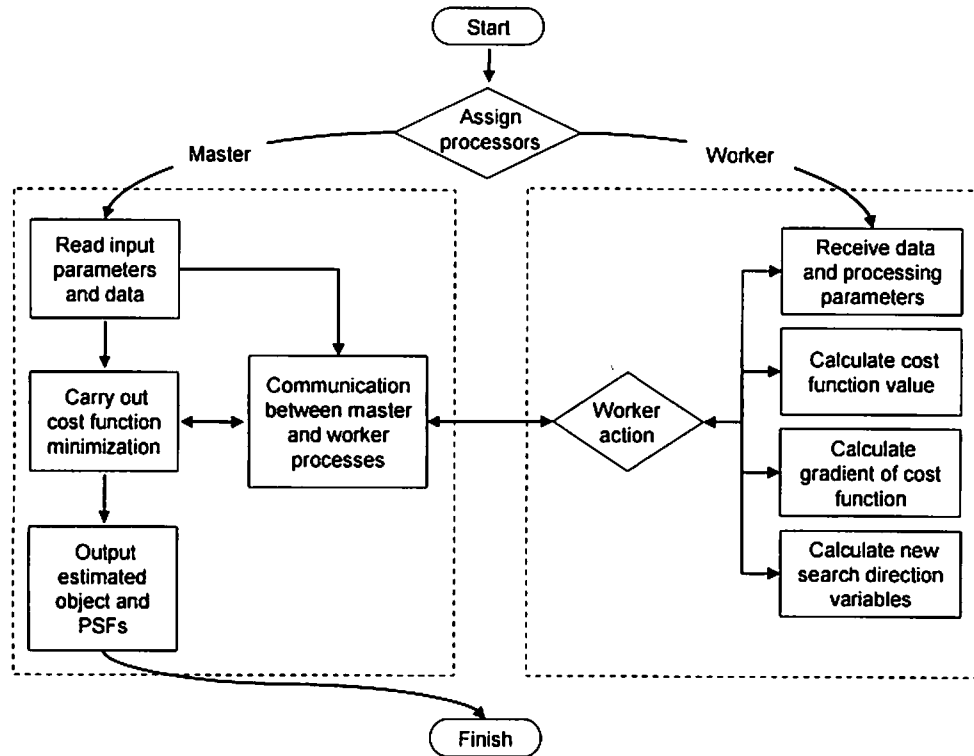 Start
Assign
processors
Master
Worker
Read input
parameters
and data
Carry out
cost function
minimization
Output
estimated
object and
PSFs
Communication
between master
and worker
processes
Worker
action
Receive data
and processing
parameters
Calculate cost
function value
Calculate
gradient of cost
function
Calculate new
search direction
variables
Finish